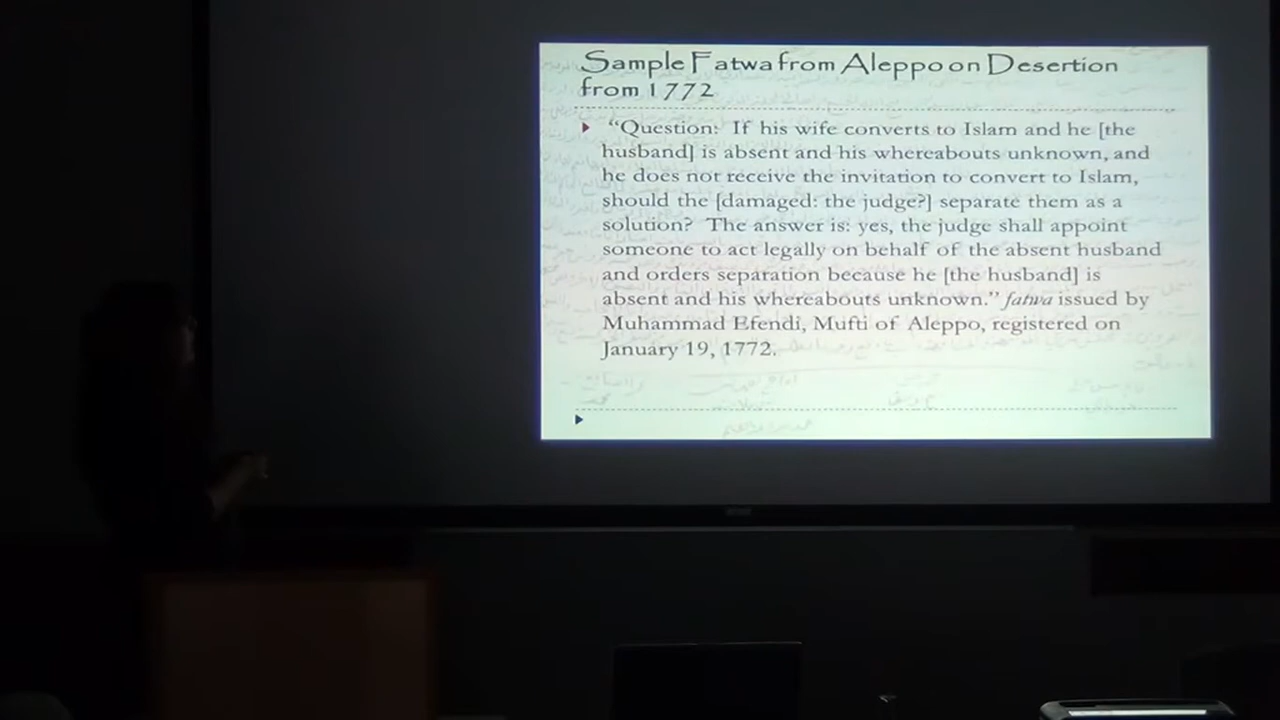 Sample Fatwa from Aleppo on Desertion
from 1772
“Question: If his wife converts to Islam and he [the
husband] is absent and his whereabouts unknown, and
he does not receive the invitation to convert to Islam,
should the [damaged: the judge?] separate them as a
solution? The answer is: yes, the judge shall appoint
someone to act legally on behalf of the absent husband
and orders separation because he [the husband] is
absent and his whereabouts unknown.” fatwa issued by
Muhammad Efendi, Mufti of Aleppo, registered on
January 19, 1772.